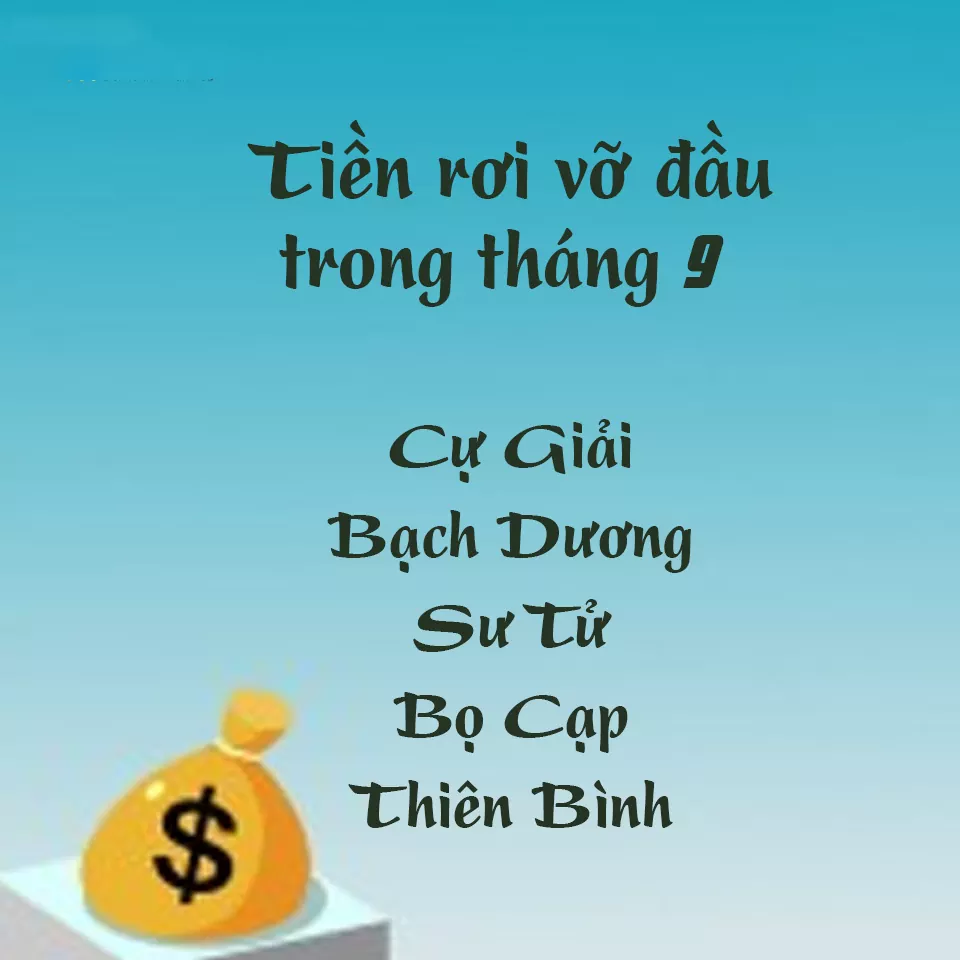 Tiền rơi vỡ đầu
trong tháng 9
Cự Giải
Bạch Dương
Sư Tử
Bọ Cạp
Thiên Bình
$